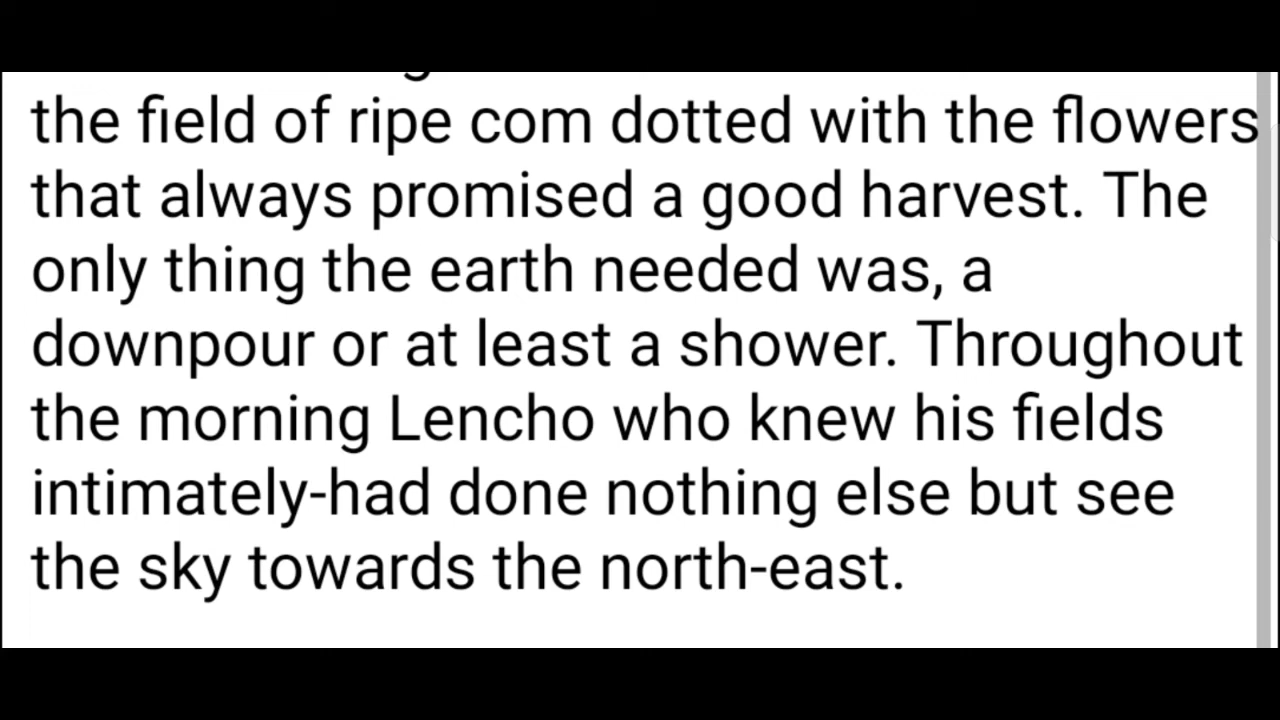 the field of ripe com dotted with the flowers
that always promised a good harvest. The
only thing the earth needed was, a
downpour or at least a shower. Throughout
the morning Lencho who knew his fields
intimately-had done nothing else but see
the sky towards the north-east.